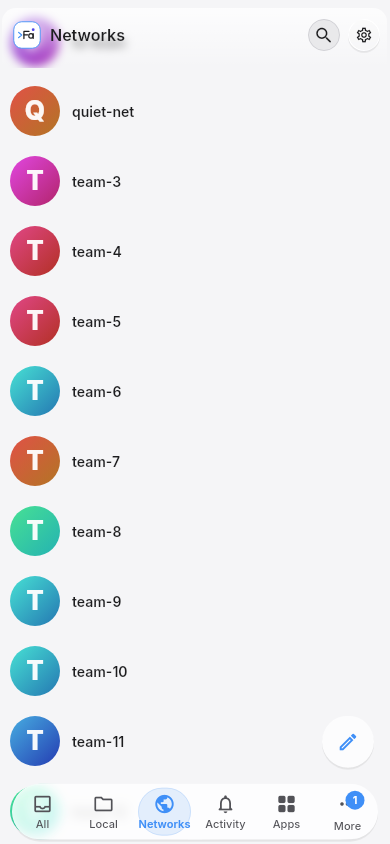 Fa
Networks
Q quiet-net
T team-3
T team-4
T team-5
T team-6
T team-7
T team-8
T team-9
T team-10
T team-11
1
All Local Networks Activity Apps More